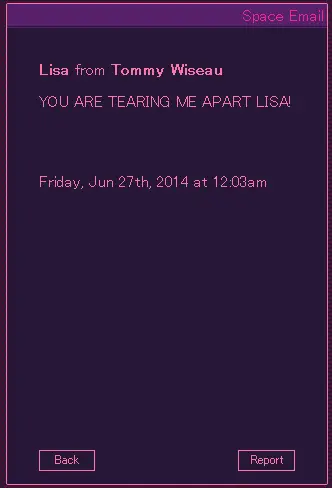 Space Email
Lisa from Tommy Wiseau
YOU ARE TEARING ME APART LISA!
Friday, Jun 27th, 2014 at 12:03am
Back
Report